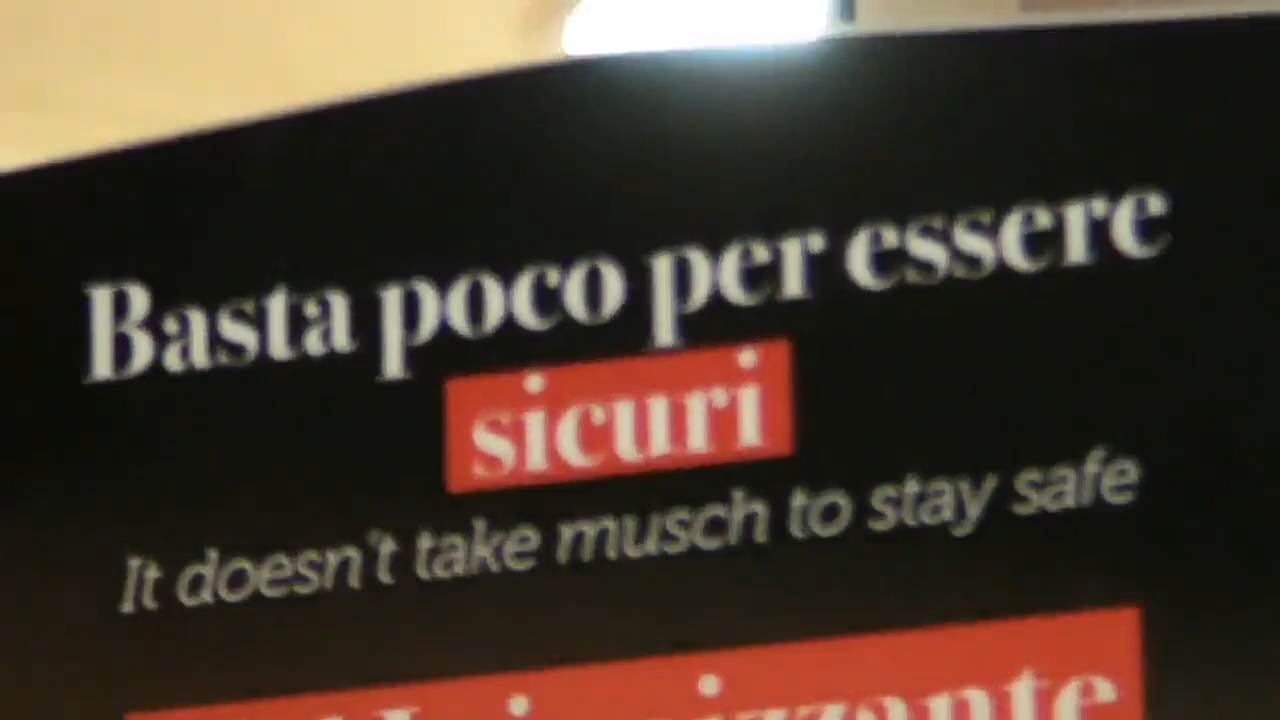 Basta poco per essere
sicuri
It doesn't take musch to stay safe